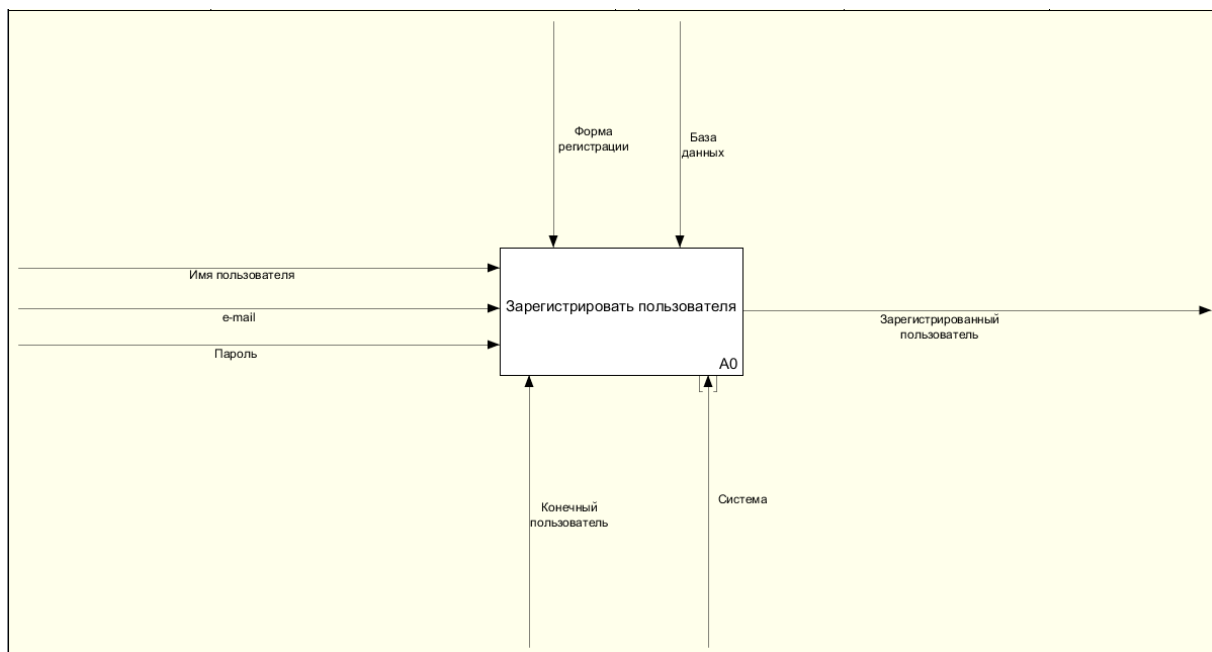 Форма
регистрации
База
данных
Имя пользователя
e-mail
Пароль
Зарегистрировать пользователя
A0
Зарегистрированный
пользователь
Конечный
пользователь
Система